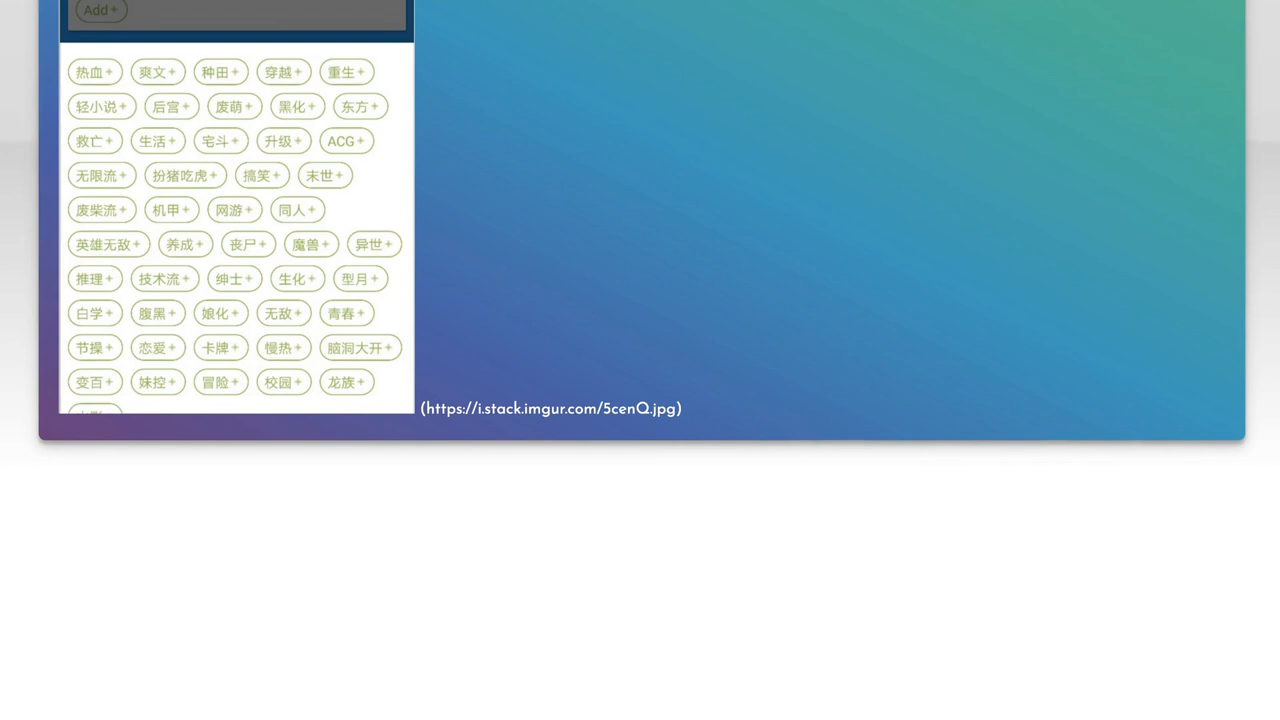 Add +
热血 + 爽文 + 种田 + 穿越 + 重生 +
轻小说 + 后宫 + 废萌 + 黑化 + 东方 +
救亡 + 生活 + 宅斗 + 升级 + ACG +
无限流 + 扮猪吃虎 + 搞笑 + 末世 +
废柴流 + 机甲 + 网游 + 同人 +
英雄无敌 + 养成 + 丧尸 + 魔兽 + 异世 +
推理 + 技术流 + 绅士 + 生化 + 型月 +
白学 + 腹黑 + 娘化 + 无敌 + 青春 +
节操 + 恋爱 + 卡牌 + 慢热 + 脑洞大开 +
变百 + 妹控 + 冒险 + 校园 + 龙族 +
(https://i.stack.imgur.com/5cenQ.jpg)